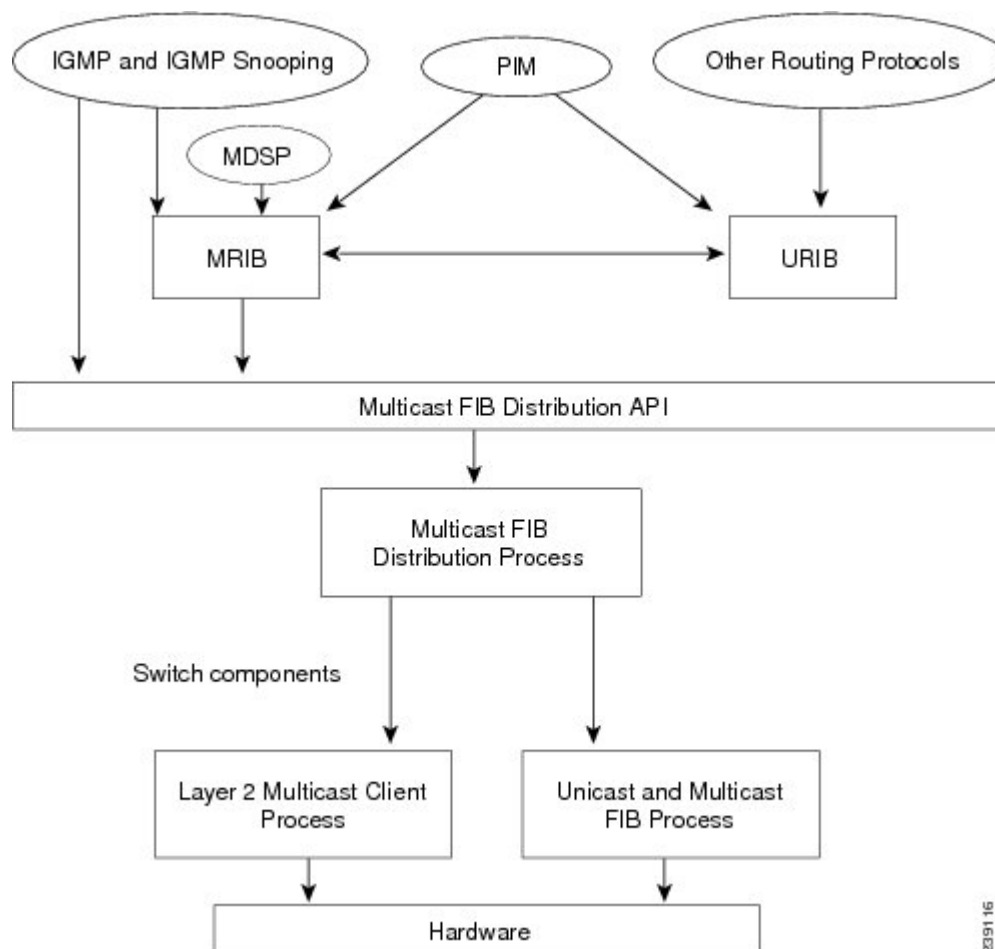 IGMP and IGMP Snooping
PIM
Other Routing Protocols
MDSP
MRIB
URIB
Multicast FIB Distribution API
Multicast FIB
Distribution Process
Switch components
Layer 2 Multicast Client
Process
Unicast and Multicast
FIB Process
Hardware
239116